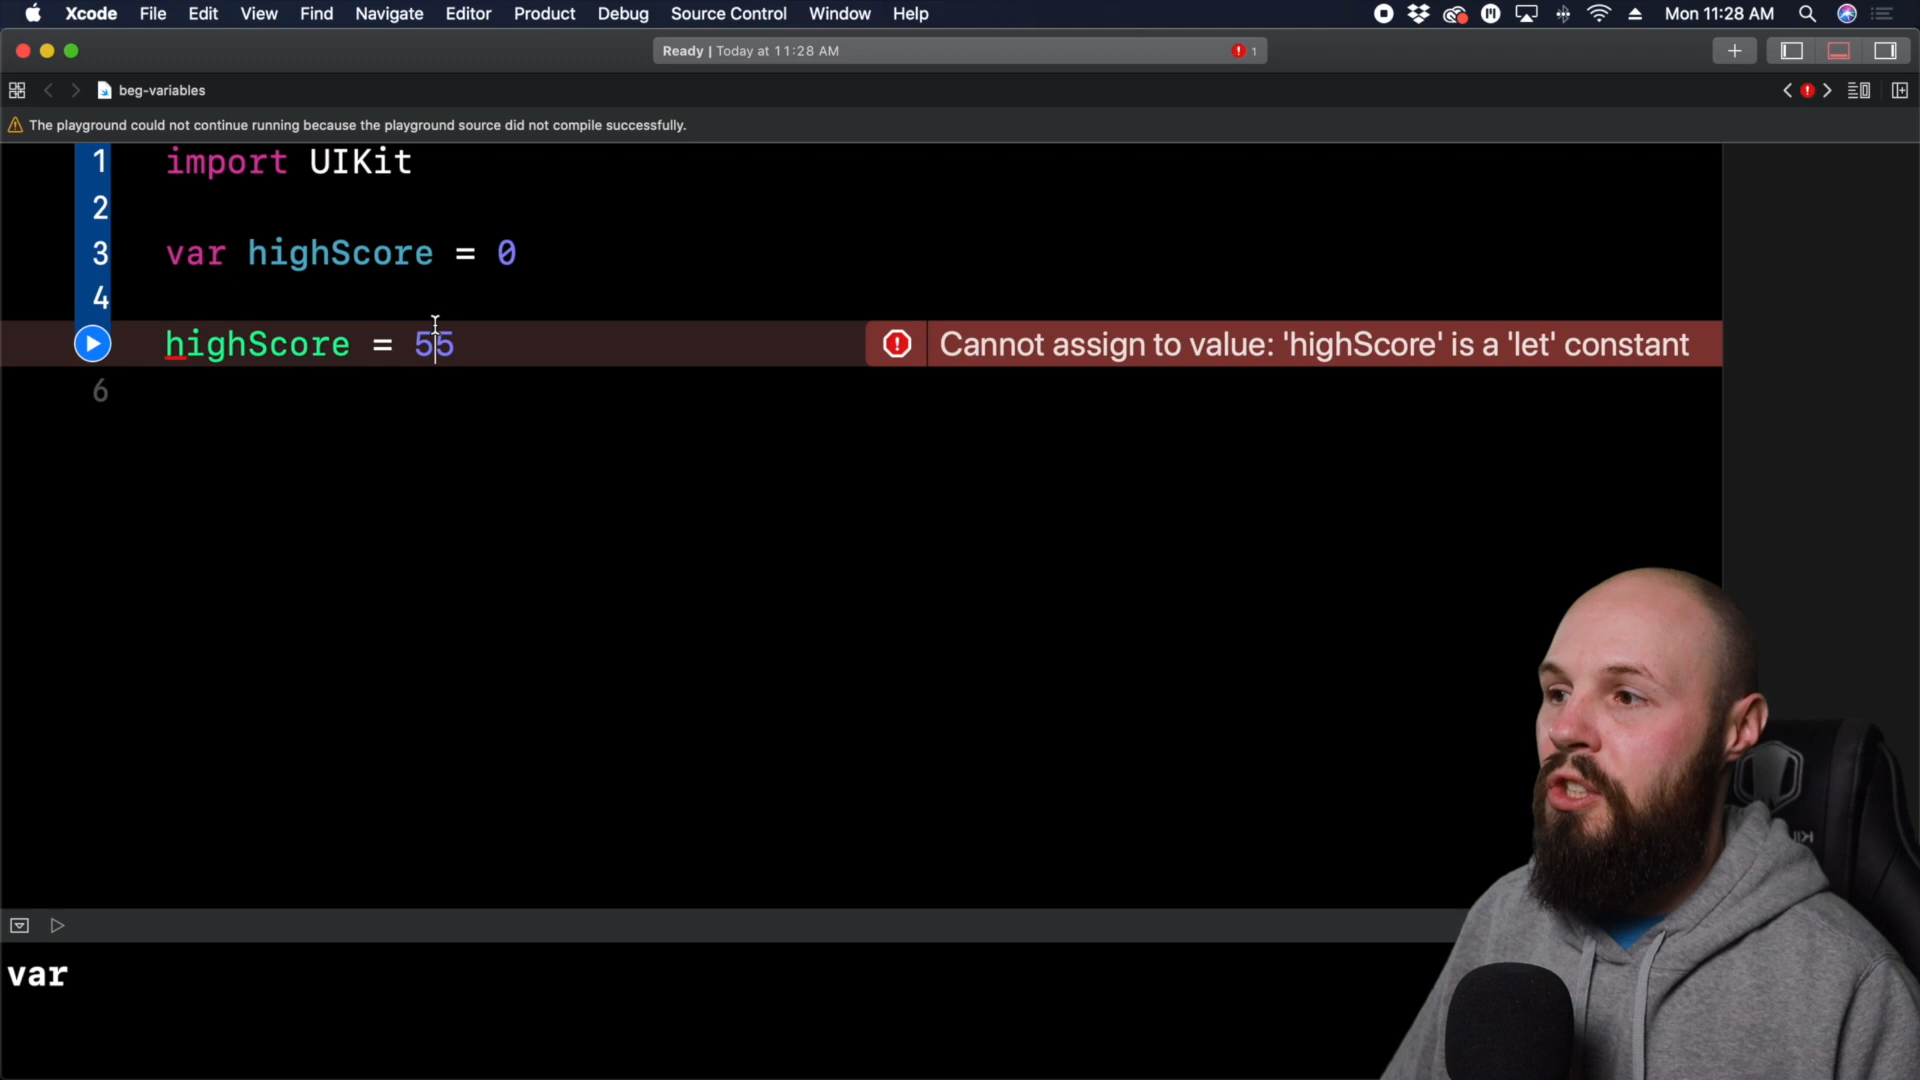 Xcode File Edit View Find Navigate Editor Product Debug Source Control Window Help Mon 11:28 AM
Ready | Today at 11:28 AM 1
beg-variables
The playground could not continue running because the playground source did not compile successfully.
1 import UIKit
2
3 var highScore = 0
4
highScore = 55 Cannot assign to value: 'highScore' is a 'let' constant
6
var